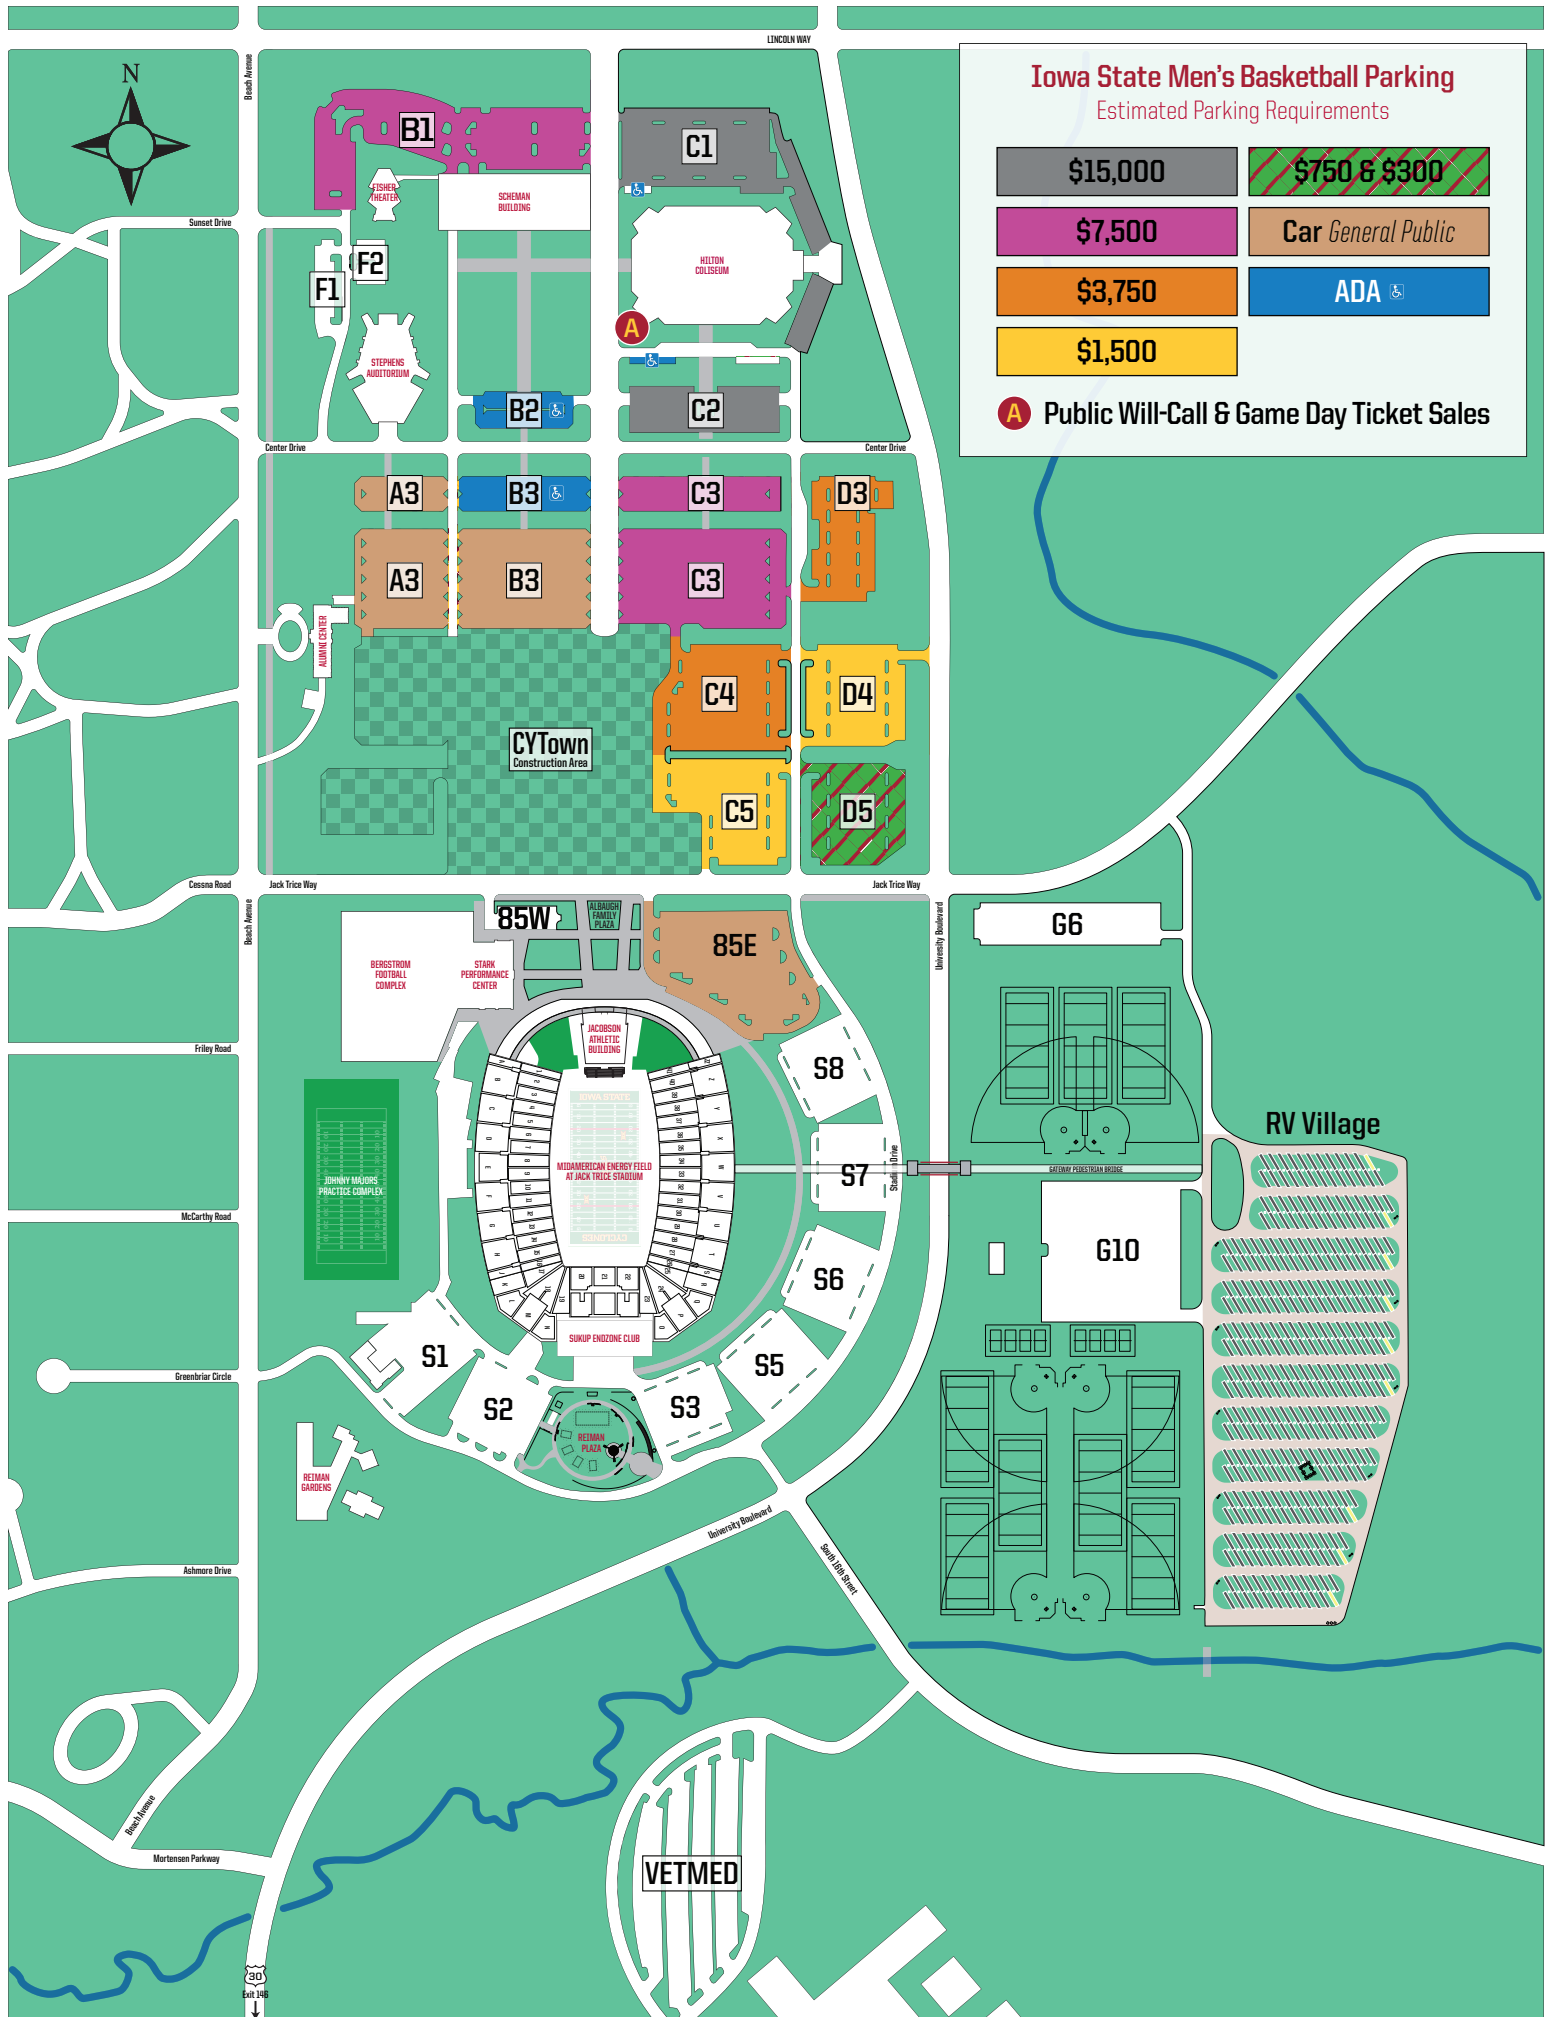 LINCOLN WAY
Iowa State Men's Basketball Parking
Estimated Parking Requirements
$15,000
$750 & $300
$7,500
Car General Public
$3,750
ADA
$1,500
A Public Will-Call & Game Day Ticket Sales
N
Beach Avenue
B1
C1
FISHER
THEATER
SCHEMAN
BUILDING
Sunset Drive
F2
F1
HILTON
COLISEUM
A
STEPHENS
AUDITORIUM
B2
C2
Center Drive
Center Drive
A3
B3
C3
D3
A3
B3
C3
ALUMNI CENTER
C4
D4
CYTown
Construction Area
C5
D5
Cessna Road
Jack Trice Way
Jack Trice Way
Beach Avenue
85W
ALBAUGH
FAMILY
PLAZA
85E
University Boulevard
G6
BERGSTROM
FOOTBALL
COMPLEX
STARK
PERFORMANCE
CENTER
JACOBSON
ATHLETIC
BUILDING
Friley Road
S8
RV Village
IOWA STATE
MIDAMERICAN ENERGY FIELD
AT JACK TRICE STADIUM
CYCLONES
S7
Stadium Drive
GATEWAY PEDESTRIAN BRIDGE
JOHNNY MAJORS
PRACTICE COMPLEX
McCarthy Road
G10
S6
SUKUP ENDZONE CLUB
S1
S5
Greenbriar Circle
S2
S3
REIMAN
PLAZA
REIMAN
GARDENS
University Boulevard
South 16th Street
Ashmore Drive
Beach Avenue
Mortensen Parkway
VETMED
30
Exit 146